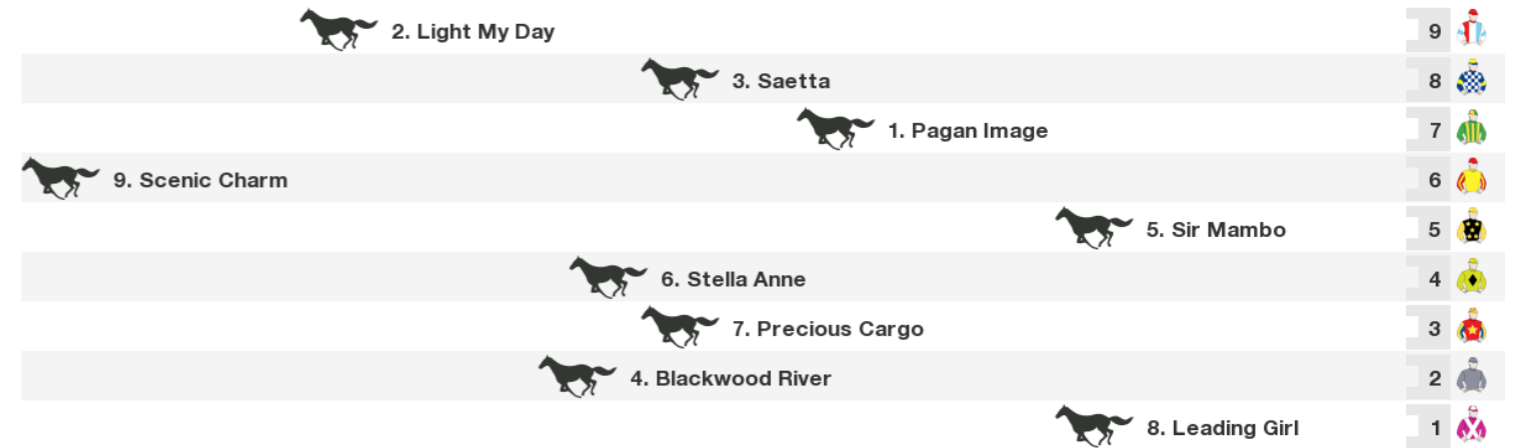 2. Light My Day 9
3. Saetta 8
1. Pagan Image 7
9. Scenic Charm 6
5. Sir Mambo 5
6. Stella Anne 4
7. Precious Cargo 3
4. Blackwood River 2
8. Leading Girl 1